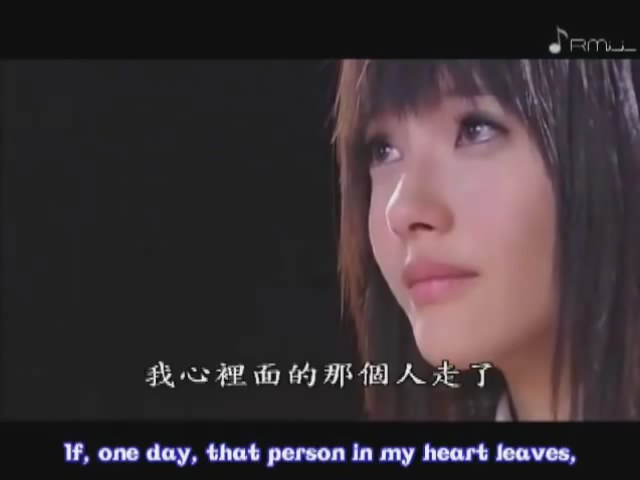 我心裡面的那個人走了
If, one day, that person in my heart leaves,